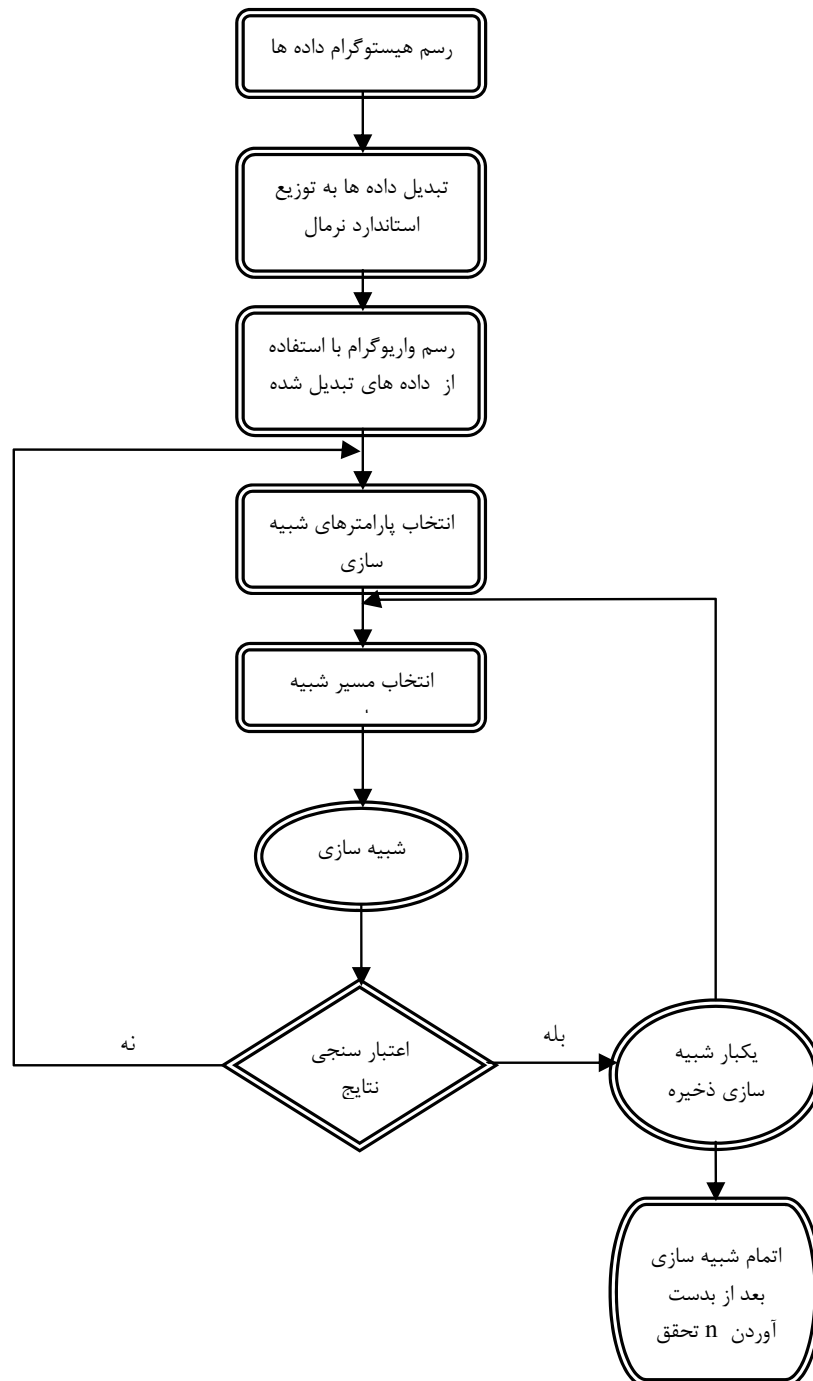 رسم هیستوگرام داده ها
تبدیل داده ها به توزیع
استاندارد نرمال
رسم واریوگرام با استفاده
از داده های تبدیل شده
انتخاب پارامترهای شبیه
سازی
انتخاب مسیر شبیه
شبیه سازی
اعتبار سنجی
نتایج
نه
بله
یکبار شبیه
سازی ذخیره
اتمام شبیه سازی
بعد از بدست
آوردن n تحقق